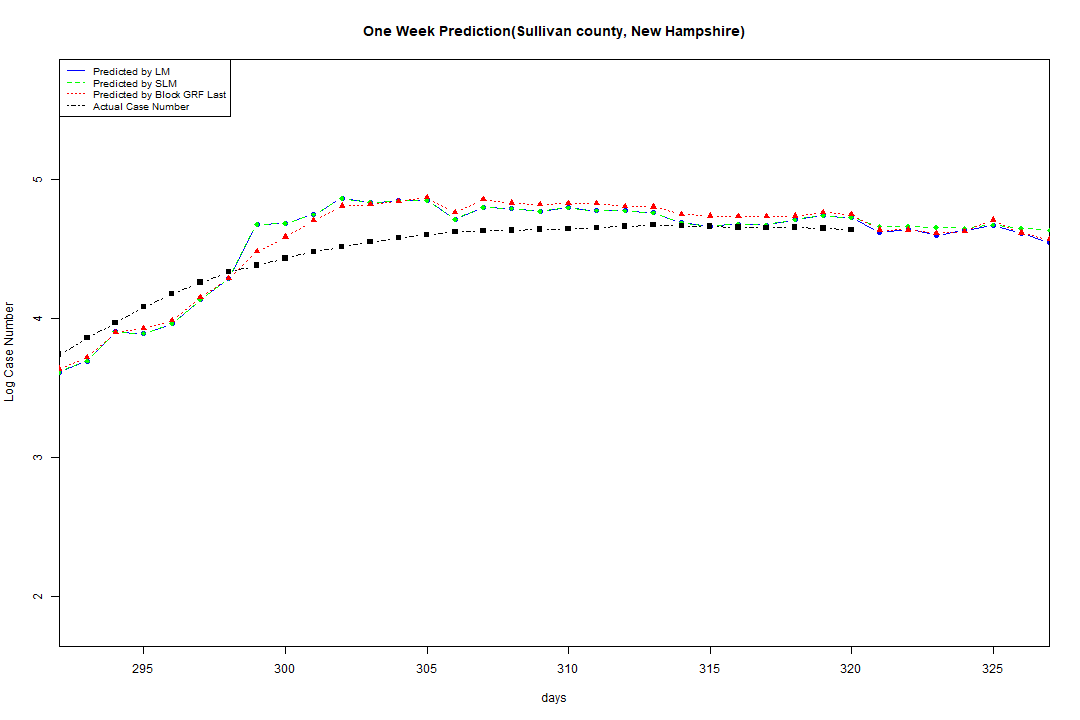 One Week Prediction(Sullivan county, New Hampshire)
Predicted by LM
Predicted by SLM
Predicted by Block GRF Last
Actual Case Number
5
4
3
2
Log Case Number
295 300 305 310 315 320 325
days